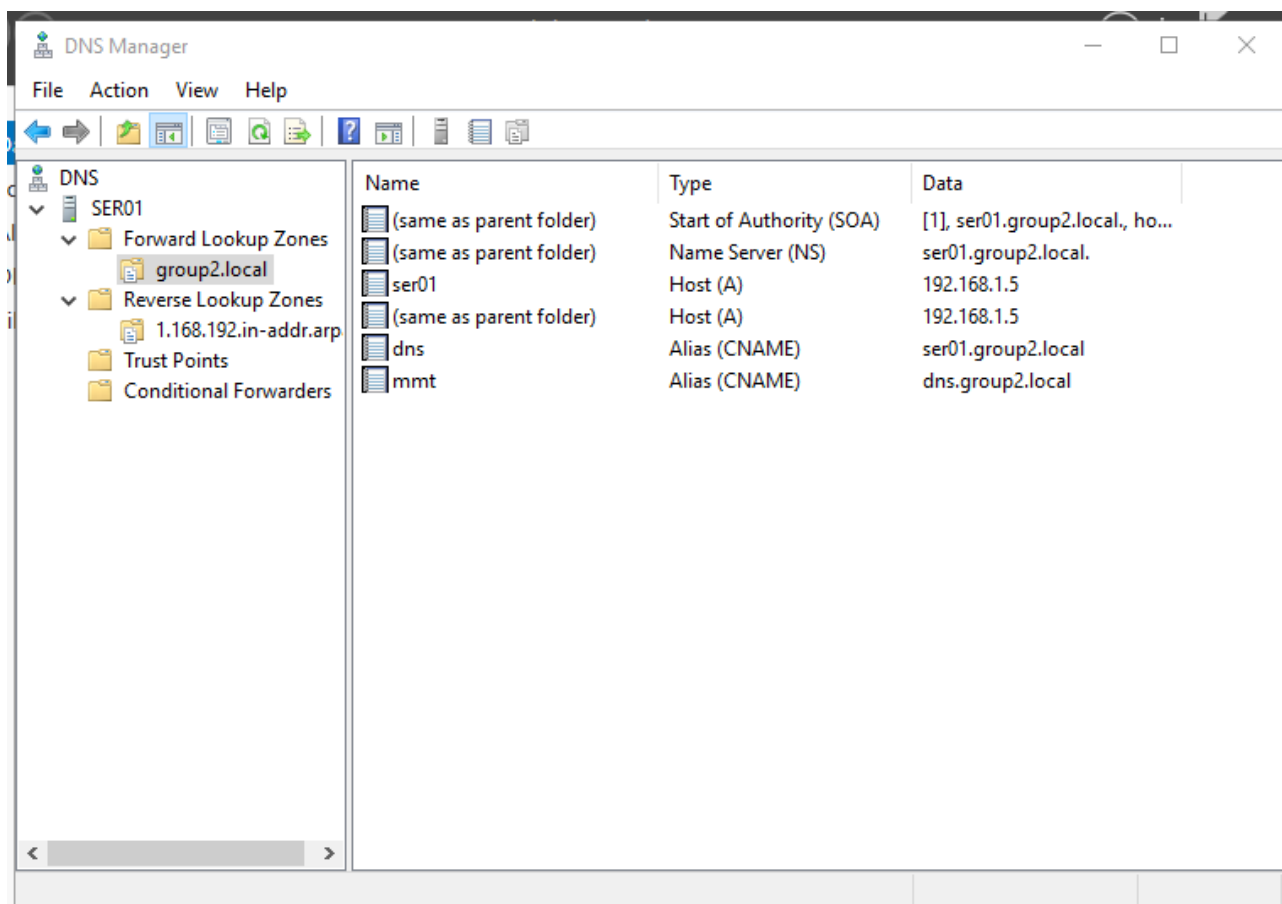 DNS Manager
File Action View Help
DNS
SER01
Forward Lookup Zones
group2.local
Reverse Lookup Zones
1.168.192.in-addr.arp
Trust Points
Conditional Forwarders
Name Type Data
(same as parent folder) Start of Authority (SOA) [1], ser01.group2.local., ho...
(same as parent folder) Name Server (NS) ser01.group2.local.
ser01 Host (A) 192.168.1.5
(same as parent folder) Host (A) 192.168.1.5
dns Alias (CNAME) ser01.group2.local
mmt Alias (CNAME) dns.group2.local